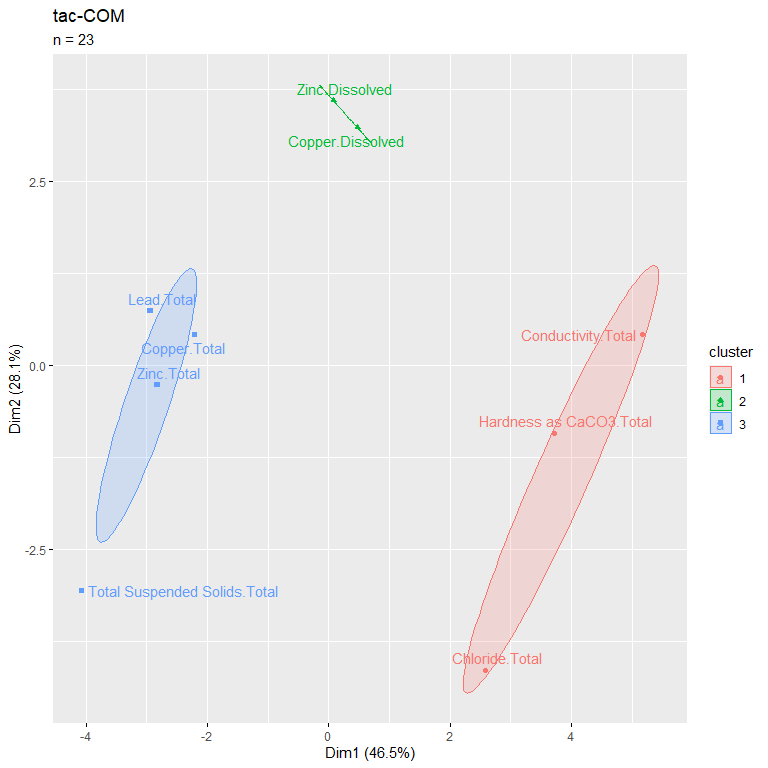 tac-COM
n = 23
Zinc.Dissolved
Copper.Dissolved
Lead.Total
Copper.Total
Zinc.Total
Total Suspended Solids.Total
Conductivity.Total
Hardness as CaCO3.Total
Chloride.Total
2.5
0.0
-2.5
Dim2 (28.1%)
-4
-2
0
2
4
Dim1 (46.5%)
cluster
a 1
a 2
a 3